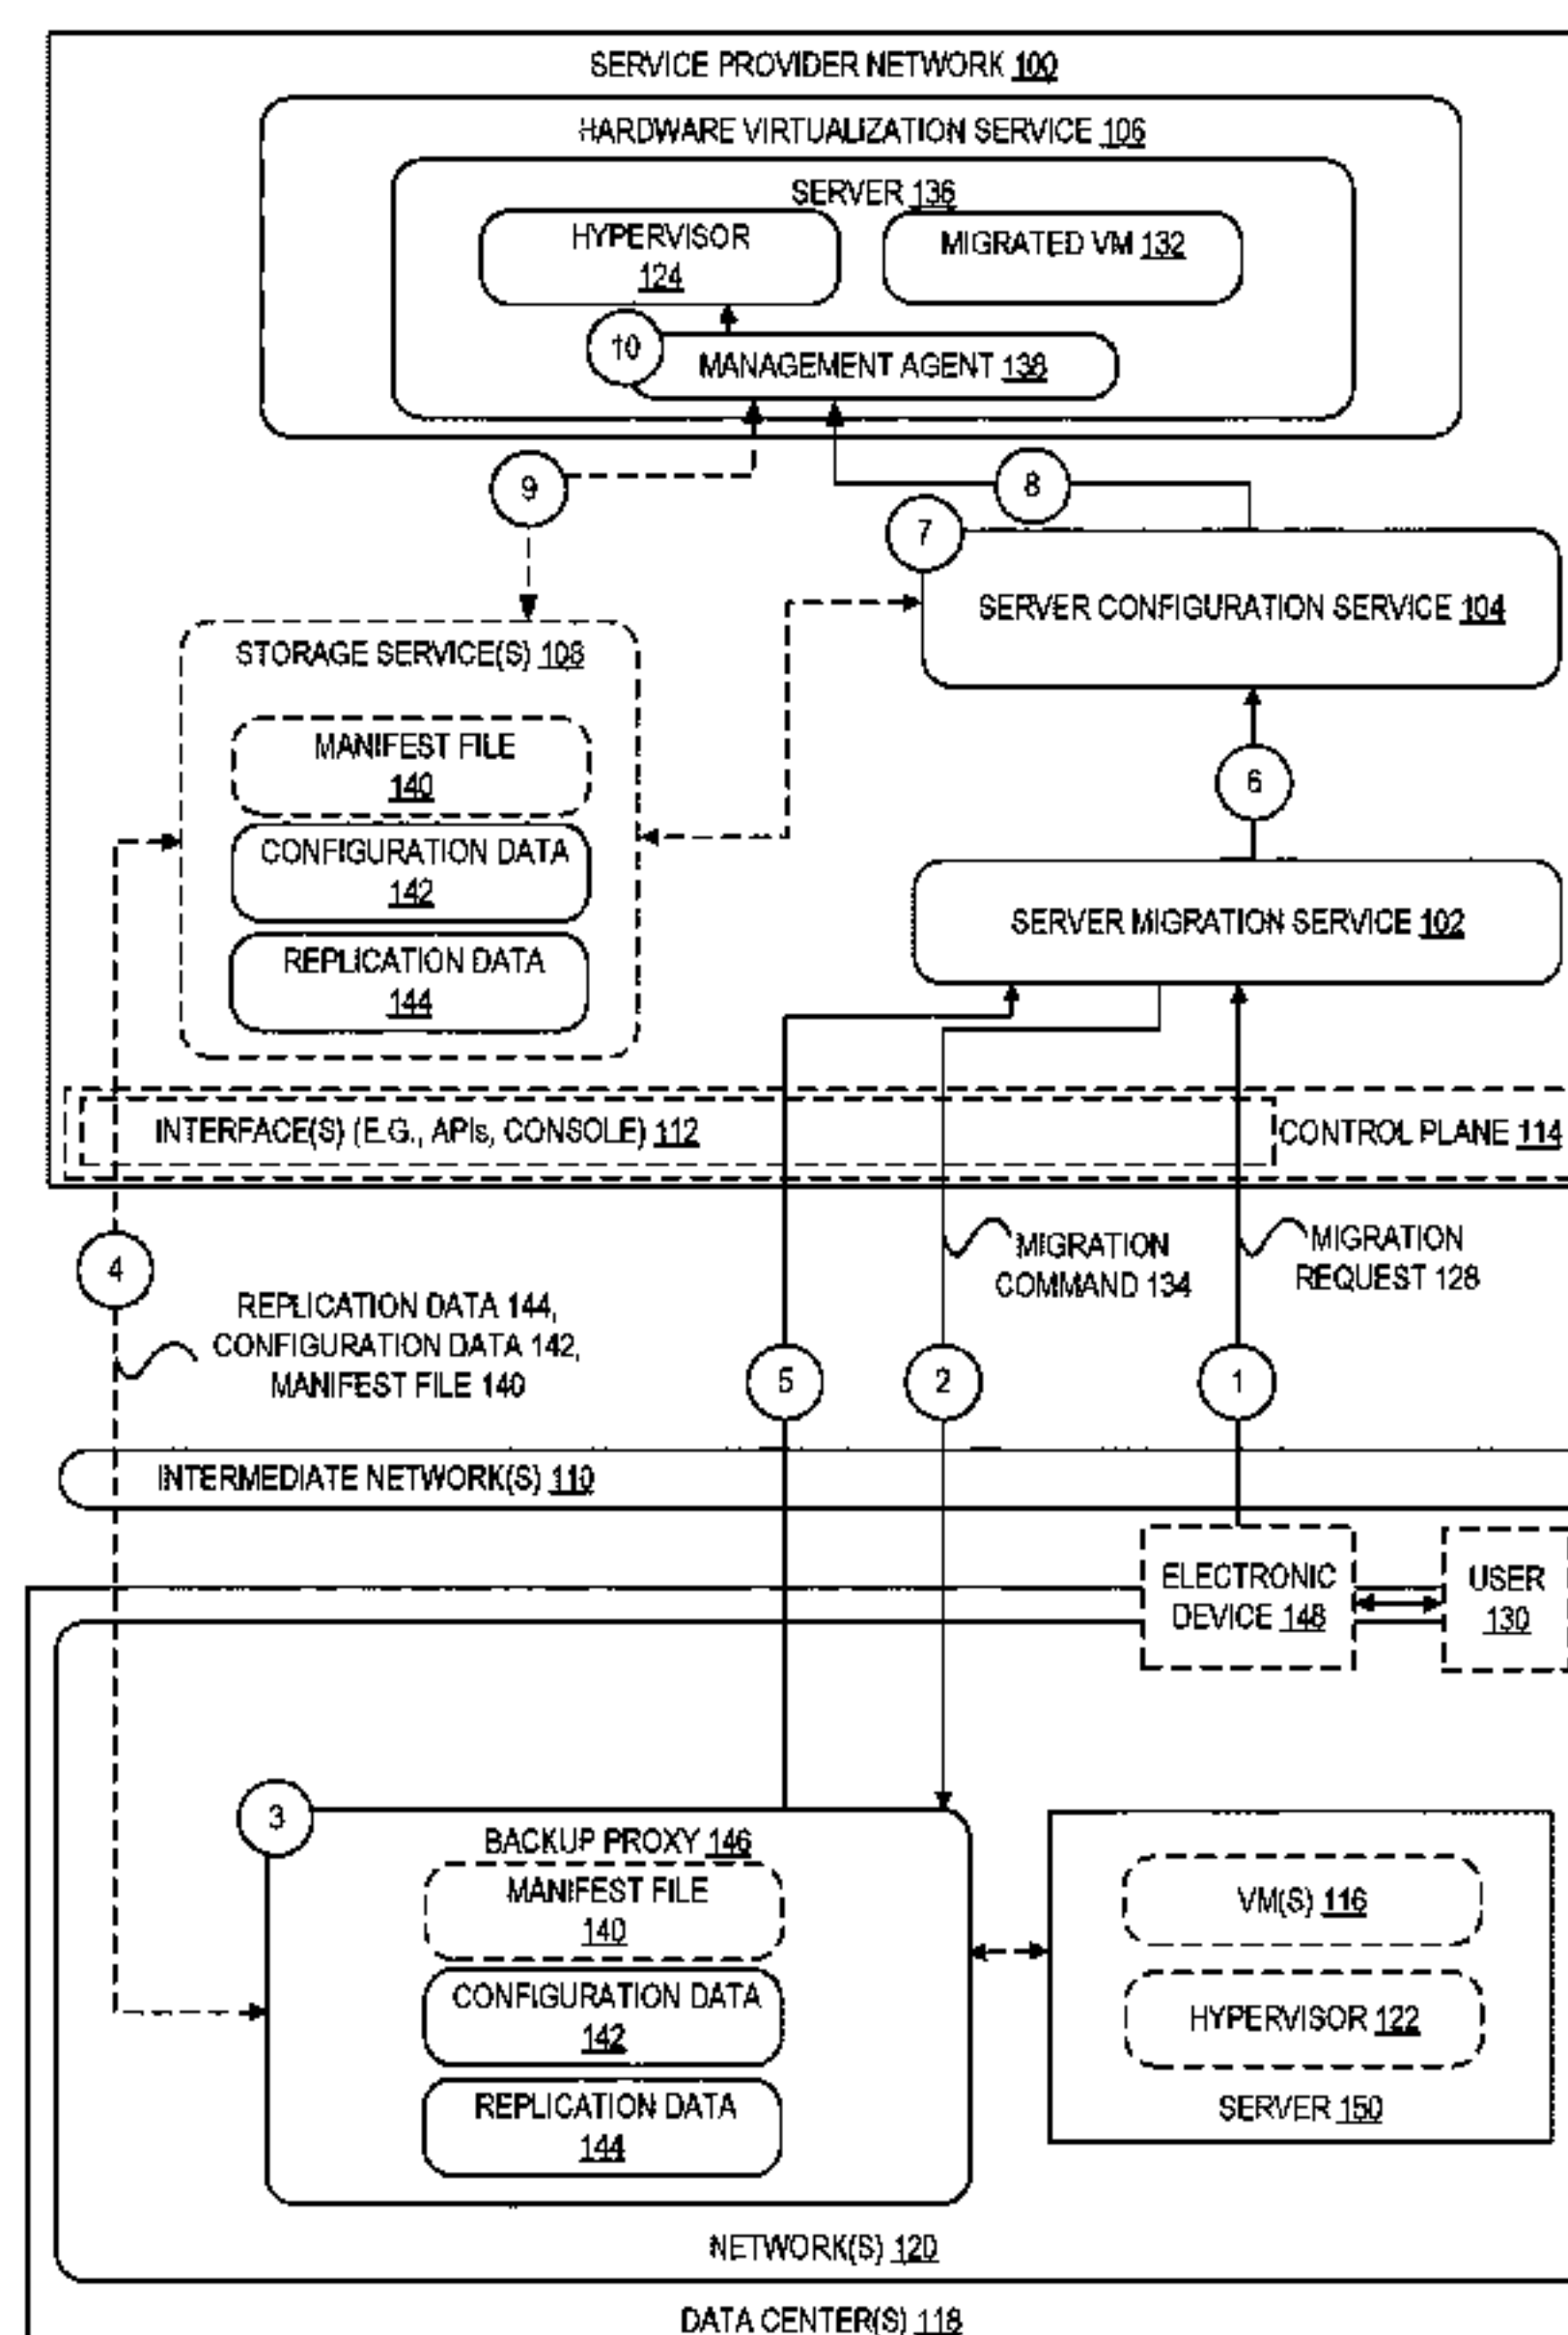 SERVICE PROVIDER NETWORK 100
HARDWARE VIRTUALIZATION SERVICE 106
SERVER 136
HYPERVISOR
124
MIGRATED VM 132
10
MANAGEMENT AGENT 138
9
8
7
SERVER CONFIGURATION SERVICE 104
STORAGE SERVICE(S) 108
MANIFEST FILE
140
CONFIGURATION DATA
142
REPLICATION DATA
144
6
SERVER MIGRATION SERVICE 102
INTERFACE(S) (E.G., APIs, CONSOLE) 112
CONTROL PLANE 114
4
REPLICATION DATA 144,
CONFIGURATION DATA 142,
MANIFEST FILE 140
MIGRATION
COMMAND 134
MIGRATION
REQUEST 128
5
2
1
INTERMEDIATE NETWORK(S) 110
ELECTRONIC
DEVICE 148
USER
130
3
BACKUP PROXY 146
MANIFEST FILE
140
CONFIGURATION DATA
142
REPLICATION DATA
144
VM(S) 116
HYPERVISOR 122
SERVER 150
NETWORK(S) 120
DATA CENTER(S) 118